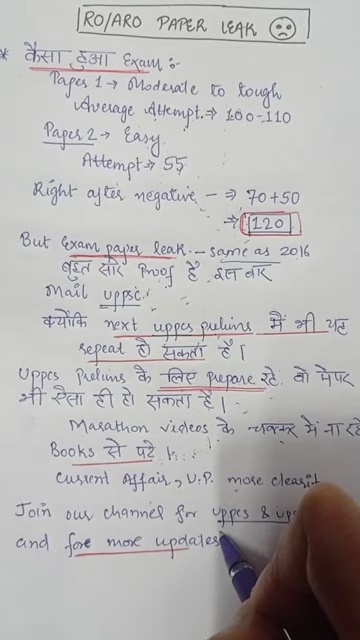 RO/ARO PAPER LEAK
* कैसा हुआ Exam :-
Paper 1 → Moderate to tough
Average Attempt → 100-110
Paper 2 → Easy
Attempt → 55
Right after negative - ⇒ 70+50
⇒ 120
But Exam paper leak - same as 2016
बहुत सारे Proof हैं इस बार
Mail uppsc.
क्योंकि next uppcs prelims में भी यह
repeat हो सकता है।
Uppcs Prelims के लिए prepare रहे वो पेपर
भी ऐसा ही हो सकता है।
Marathon videos के चक्कर में ना रहे
Books से पढे।
Current Affair, U.P. more
Join our channel for uppcs &
and for more updates